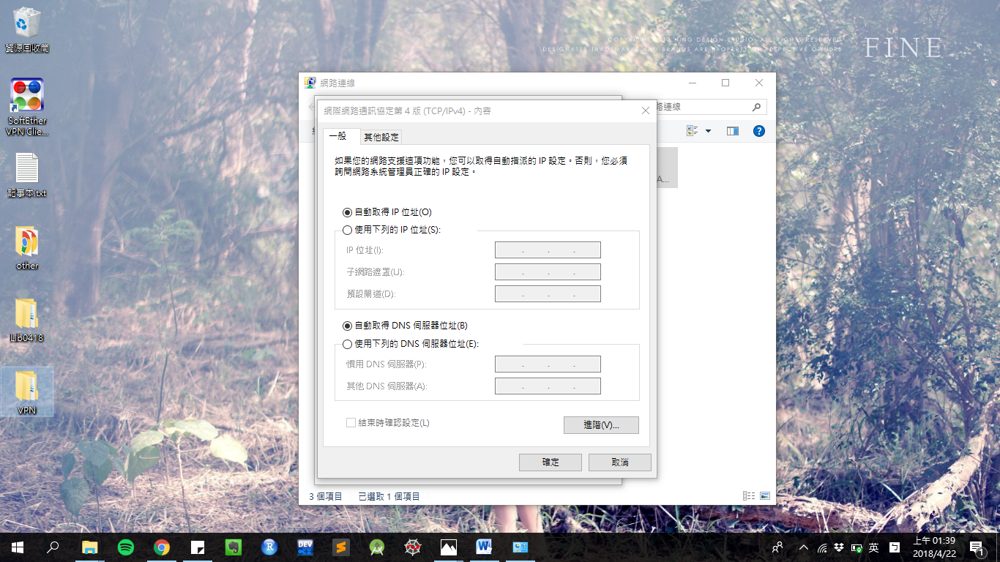 資源回收筒
SoftEther
VPN Clie...
記事本.txt
other
Lib0418
VPN
COPYRIGHT
DESIGN STUDIO. ALL RIGHTS RESERVED.
DESIGNATES TRADEMARKS AND BRANDS ARE PROPERTY OF RESPECTIVE OWNERS
FINE
網路連線
路連線
網際網路通訊協定第 4 版 (TCP/IPv4) - 內容
一般
其他設定
A...
如果您的網路支援這項功能，您可以取得自動指派的 IP 設定。否則，您必須
詢問網路系統管理員正確的 IP 設定。
自動取得 IP 位址(O)
使用下列的 IP 位址(S):
IP 位址(I):
子網路遮罩(U):
預設閘道(D):
自動取得 DNS 伺服器位址(B)
使用下列的 DNS 伺服器位址(E):
慣用 DNS 伺服器(P):
其他 DNS 伺服器(A):
結束時確認設定(L)
進階(V)...
確定
取消
3 個項目
已選取 1 個項目
R
DEV
S
W
英
上午 01:39
2018/4/22
1